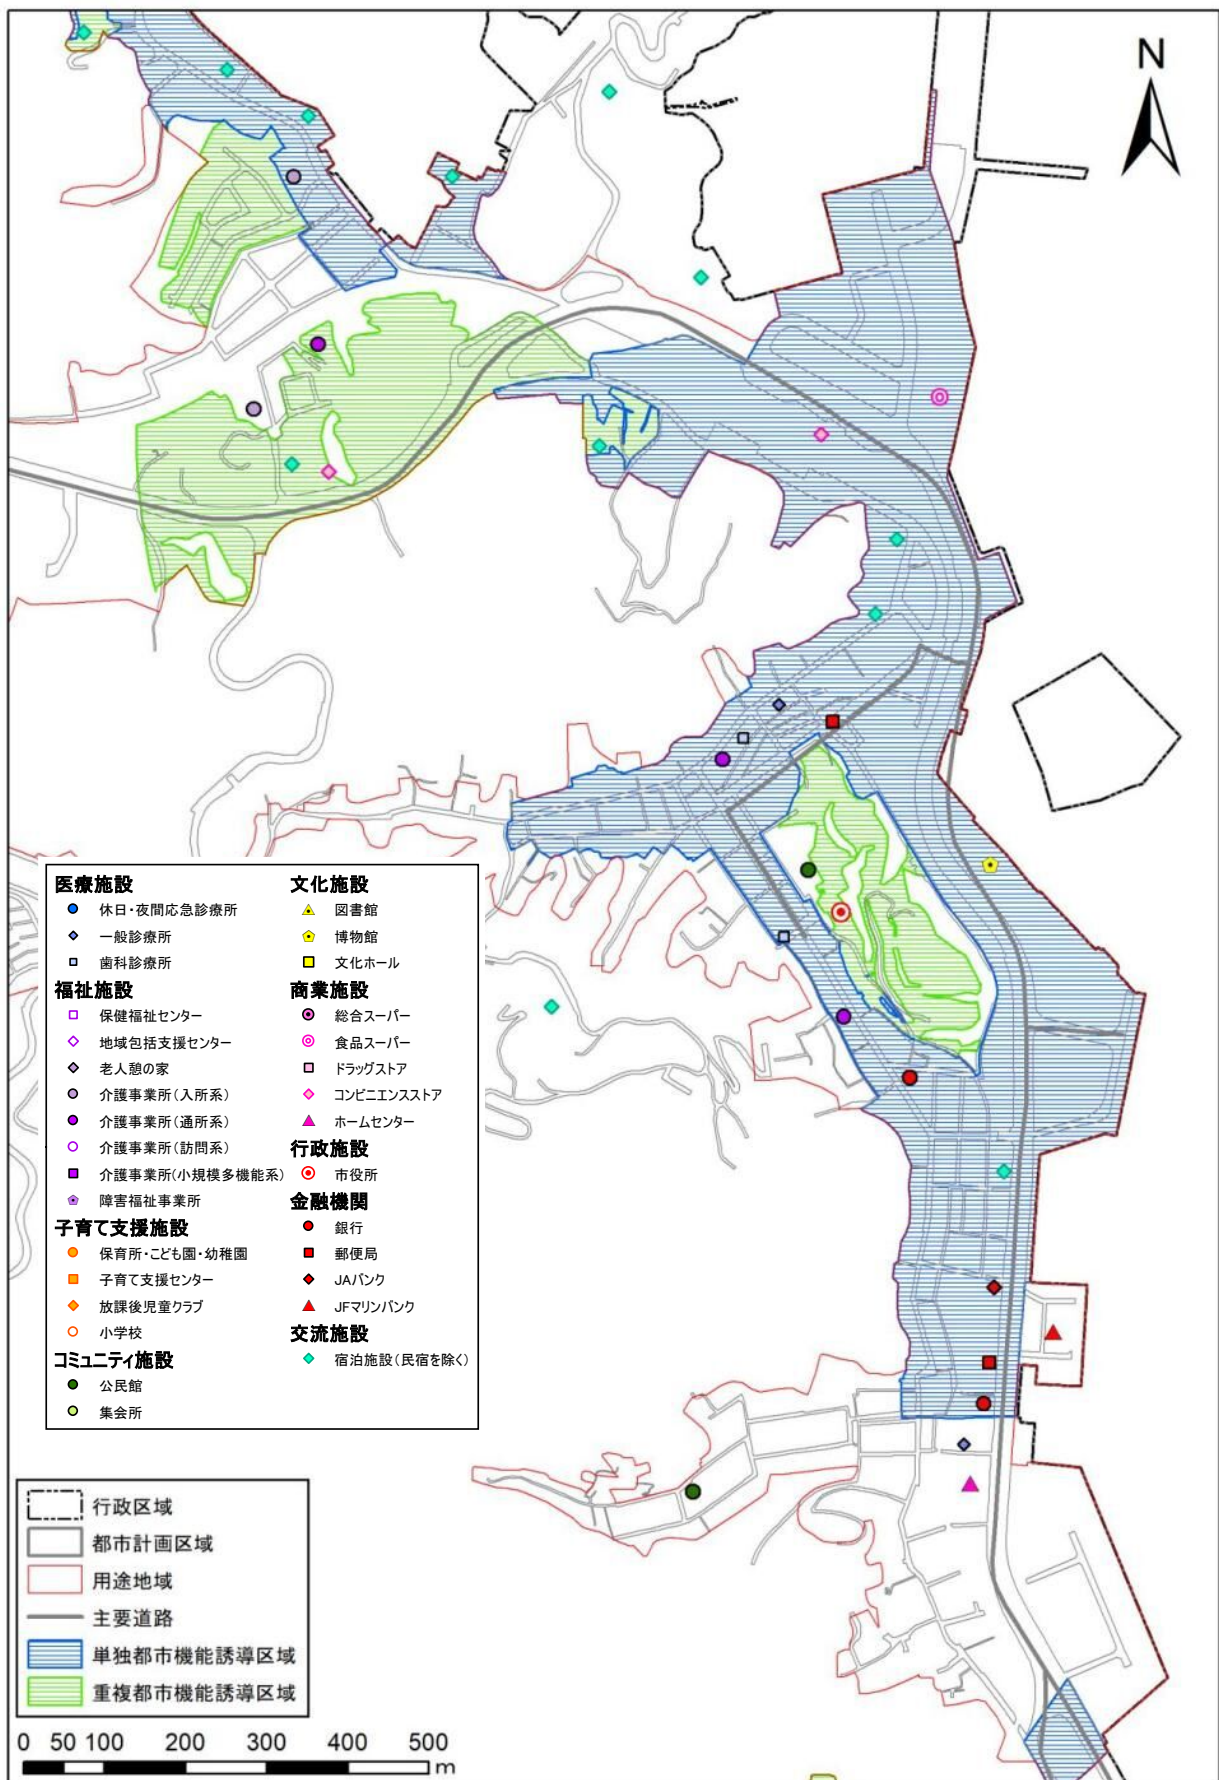 N
医療施設
休日・夜間応急診療所
一般診療所
歯科診療所
福祉施設
保健福祉センター
地域包括支援センター
老人憩の家
介護事業所(入所系)
介護事業所(通所系)
介護事業所(訪問系)
介護事業所(小規模多機能系)
障害福祉事業所
子育て支援施設
保育所・こども園・幼稚園
子育て支援センター
放課後児童クラブ
小学校
コミュニティ施設
公民館
集会所
文化施設
図書館
博物館
文化ホール
商業施設
総合スーパー
食品スーパー
ドラッグストア
コンビニエンスストア
ホームセンター
行政施設
市役所
金融機関
銀行
郵便局
JAバンク
JFマリンバンク
交流施設
宿泊施設(民宿を除く)
行政区域
都市計画区域
用途地域
主要道路
単独都市機能誘導区域
重複都市機能誘導区域
0 50 100 200 300 400 500
m